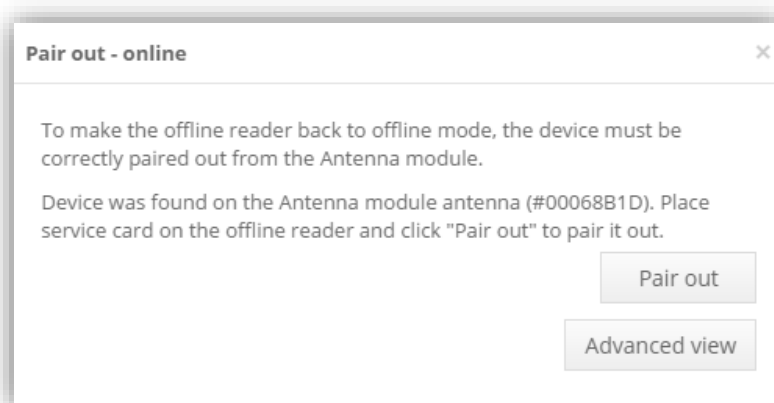 Pair out - online ×
To make the offline reader back to offline mode, the device must be
correctly paired out from the Antenna module.
Device was found on the Antenna module antenna (#00068B1D). Place
service card on the offline reader and click "Pair out" to pair it out.
Pair out
Advanced view